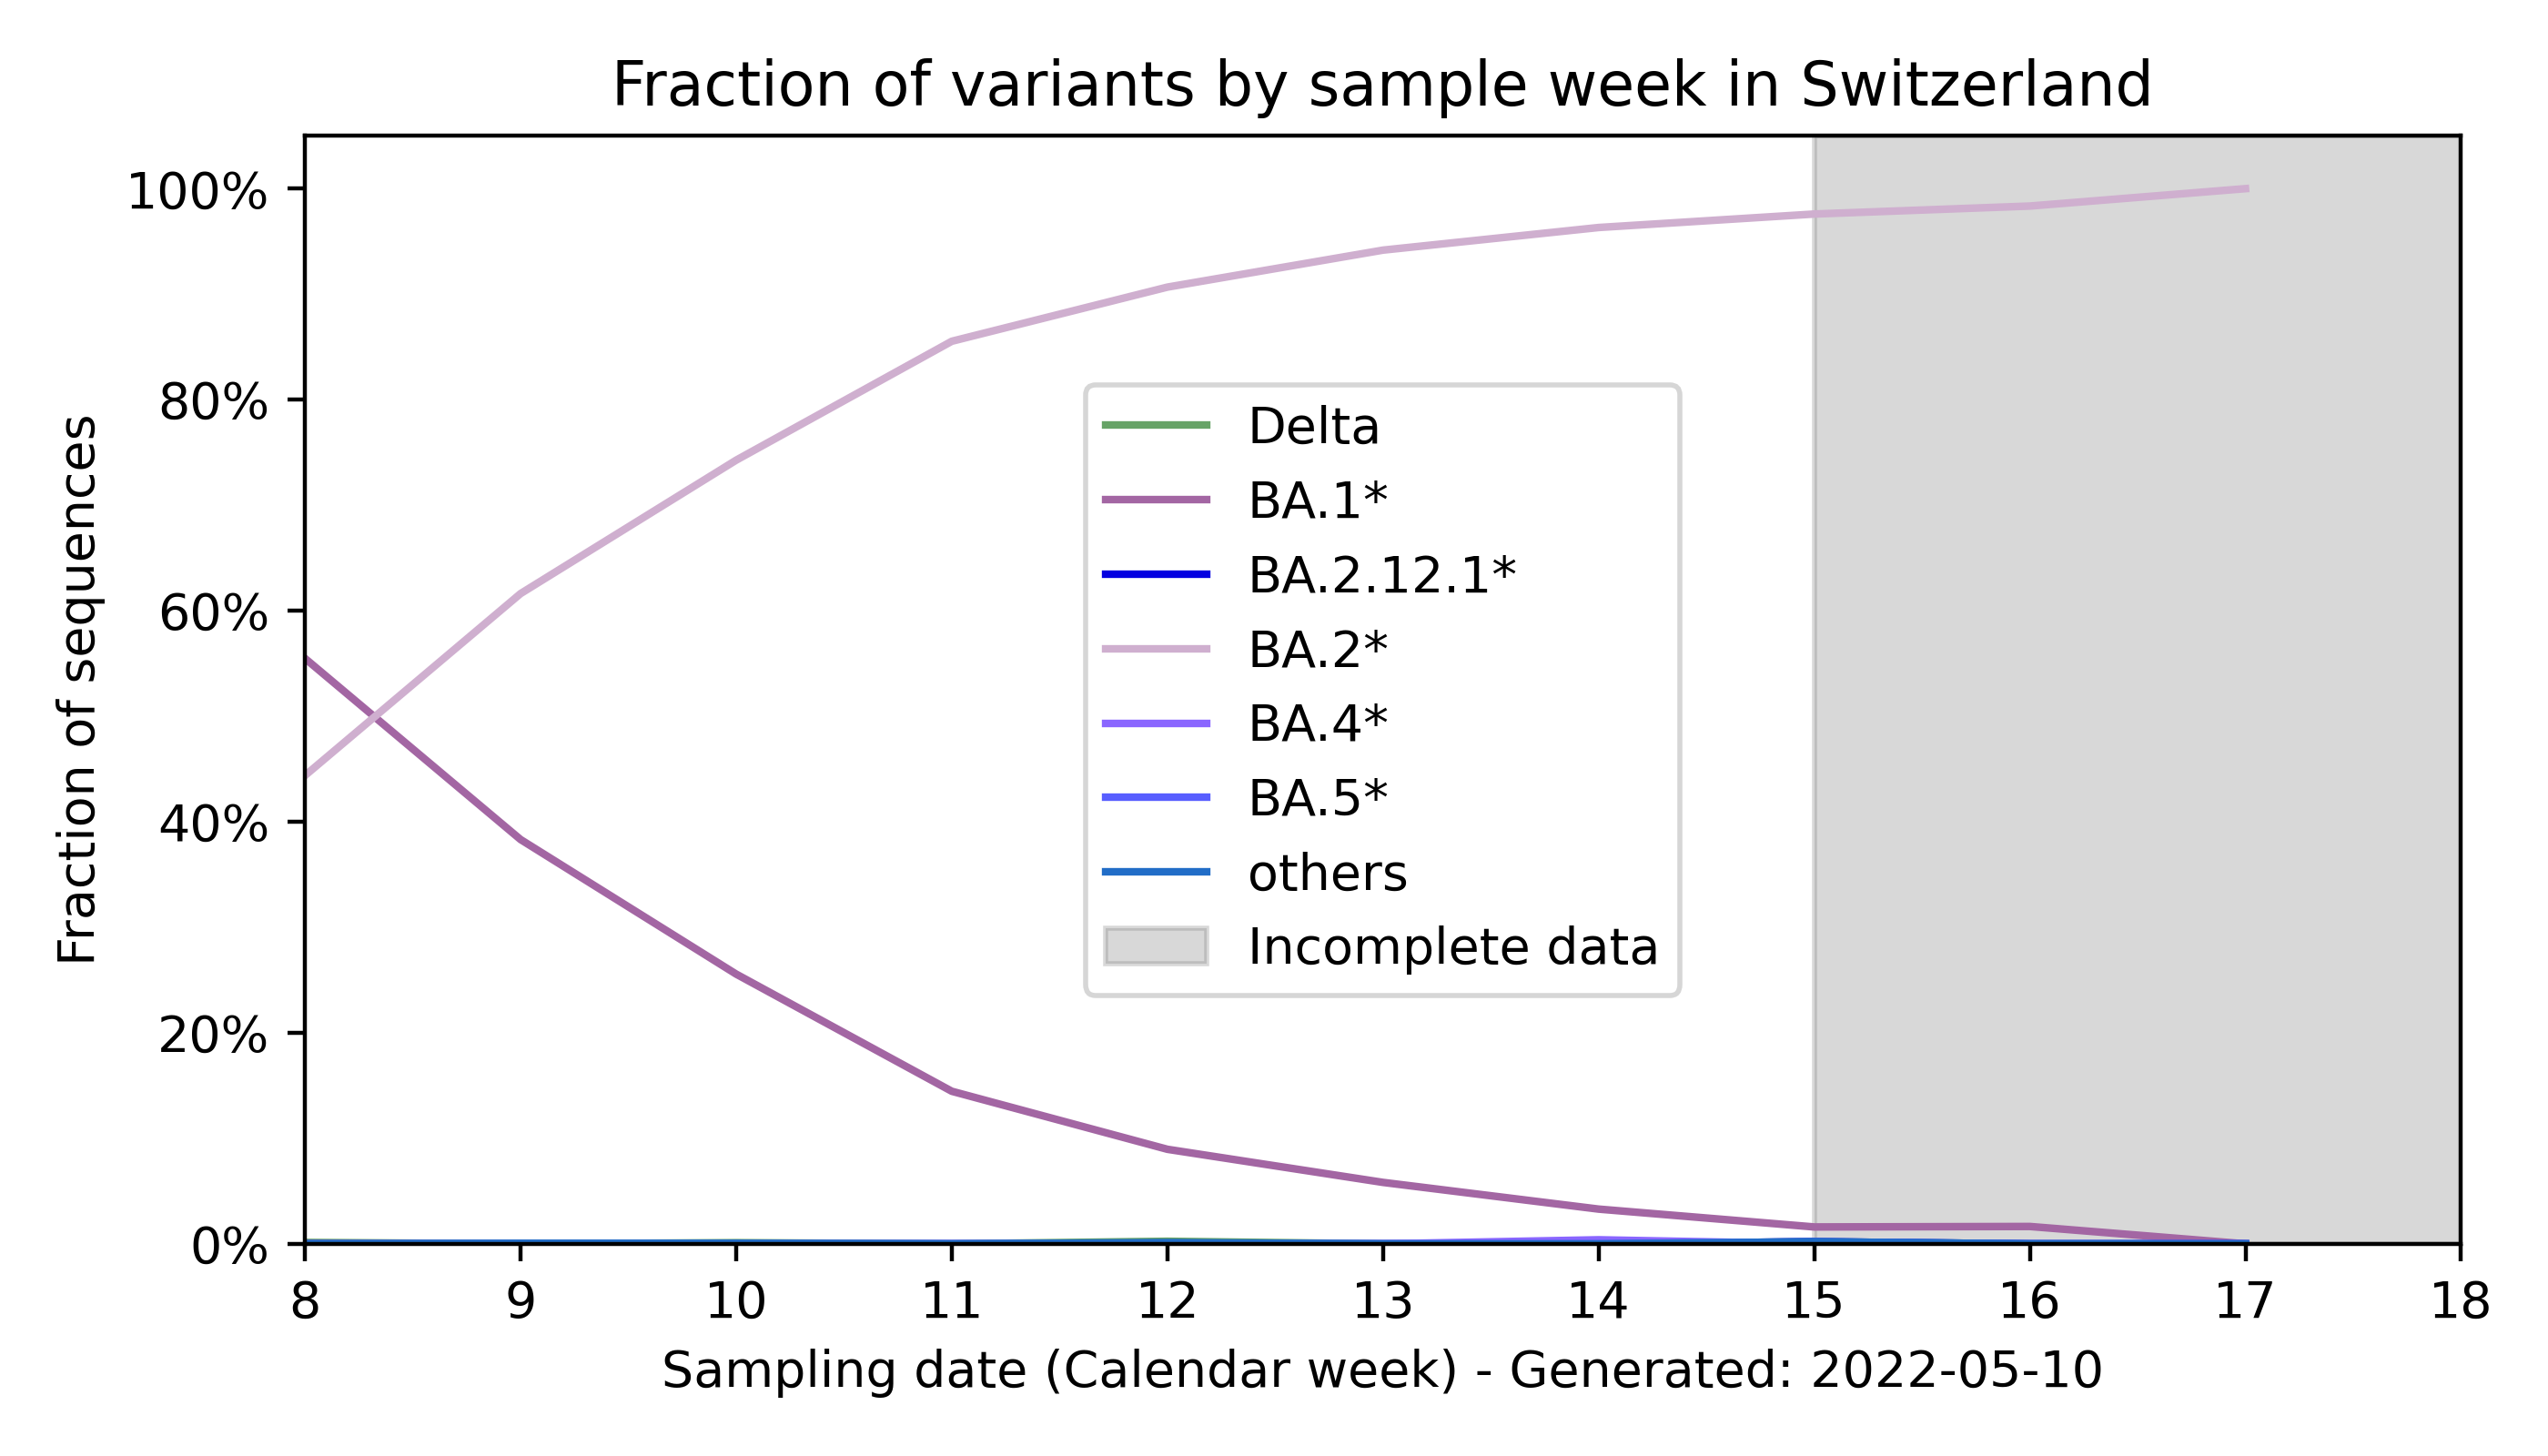 Fraction of variants by sample week in Switzerland
Fraction of sequences
100%
80%
60%
40%
20%
0%
Delta
BA.1*
BA.2.12.1*
BA.2*
BA.4*
BA.5*
others
Incomplete data
8 9 10 11 12 13 14 15 16 17 18
Sampling date (Calendar week) - Generated: 2022-05-10